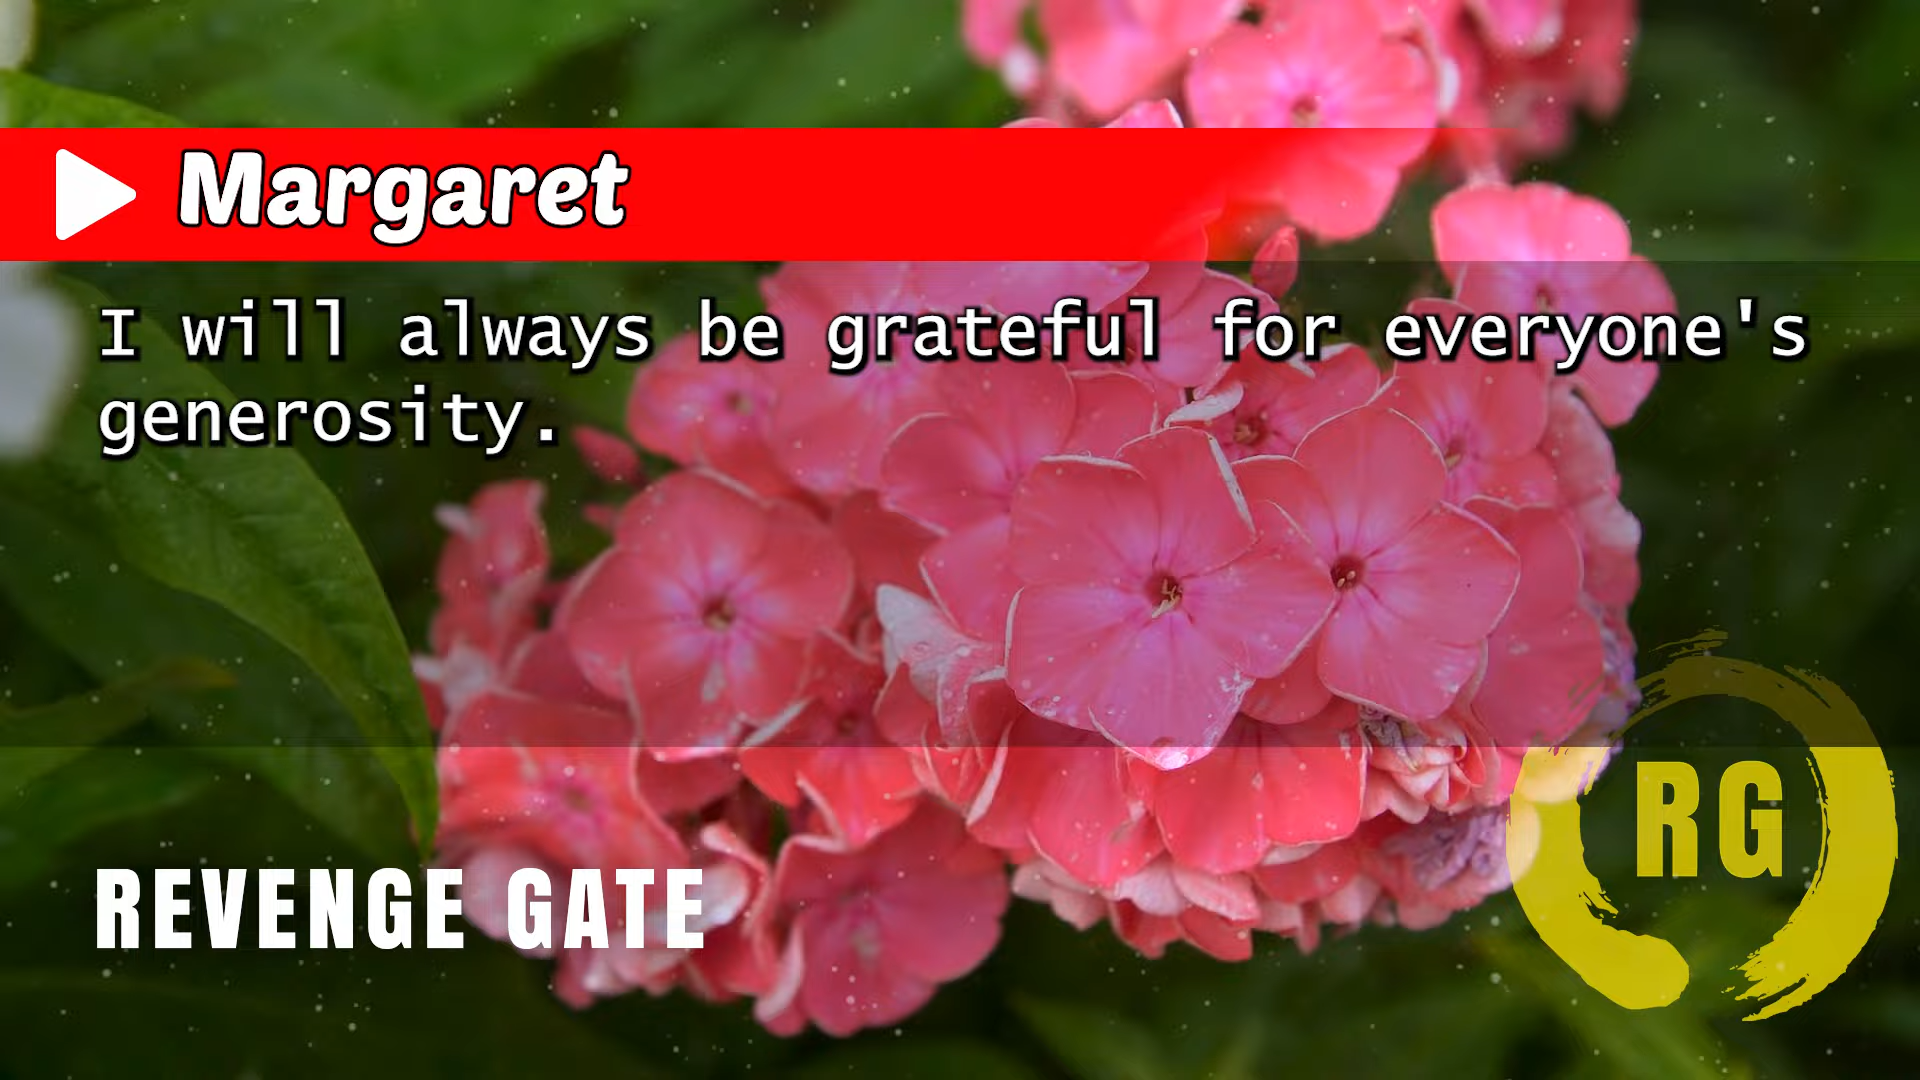 Margaret
I will always be grateful for everyone's
generosity.
REVENGE GATE
RG